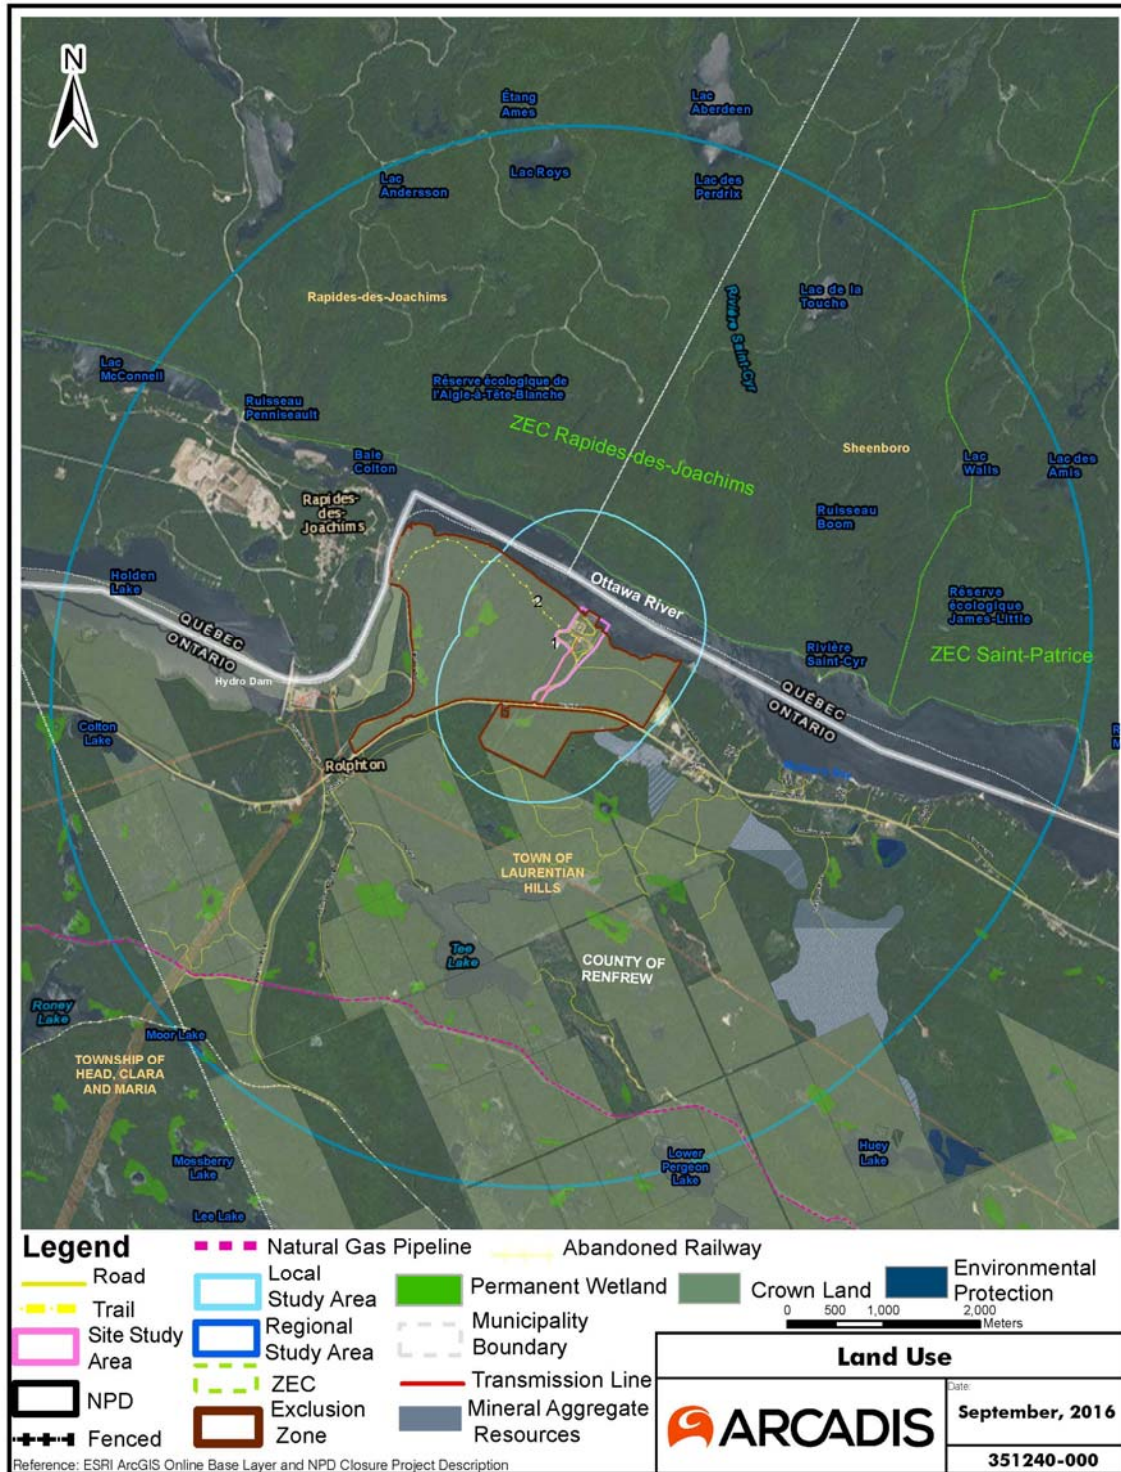 N
Étang
Ames
Lac
Aberdeen
Lac Roys
Lac
Andersson
Lac des
Perdrix
Rapides-des-Joachims
Lac de la
Touche
Rivière Saint-Cyr
Lac
McConnell
Réserve écologique de
l'Aigle-à-Tête-Blanche
Ruisseau
Penniseault
ZEC Rapides-des-Joachims
Sheenboro
Baie
Colton
Lac
Walls
Lac des
Amis
Rapides-
des-
Joachims
Ruisseau
Boom
Holden
Lake
Ottawa River
2
1
Réserve
écologique
James-Little
QUÉBEC
ONTARIO
Rivière
Saint-Cyr
ZEC Saint-Patrice
Hydro Dam
QUÉBEC
ONTARIO
Colton
Lake
Rolphton
TOWN OF
LAURENTIAN
HILLS
Tee
Lake
COUNTY OF
RENFREW
Roney
Lake
Moor Lake
TOWNSHIP OF
HEAD, CLARA
AND MARIA
Mossberry
Lake
Lower
Pergeon
Lake
Huey
Lake
Lee Lake
Legend
Road
Trail
Site Study
Area
NPD
Fenced
Natural Gas Pipeline
Local
Study Area
Regional
Study Area
ZEC
Exclusion
Zone
Abandoned Railway
Permanent Wetland
Municipality
Boundary
Transmission Line
Mineral Aggregate
Resources
Crown Land
Environmental
Protection
0 500 1,000 2,000
Meters
Land Use
ARCADIS
Date:
September, 2016
351240-000
Reference: ESRI ArcGIS Online Base Layer and NPD Closure Project Description